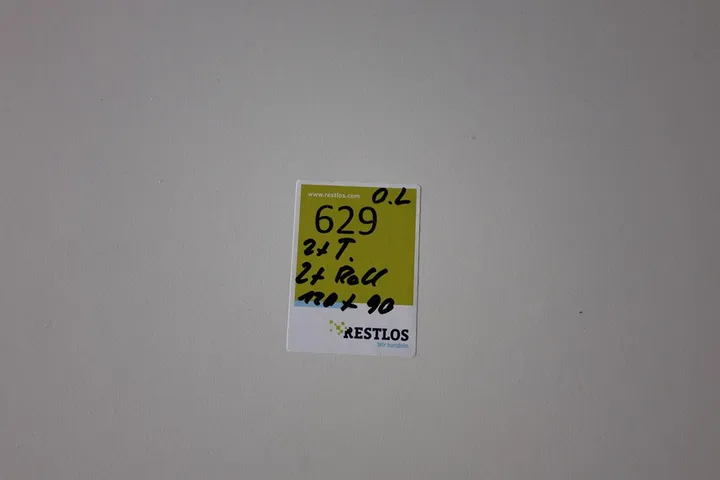 www.restlos.com
O.L
629
2x T.
2x Roll
120 x 90
RESTLOS
Wir handeln.